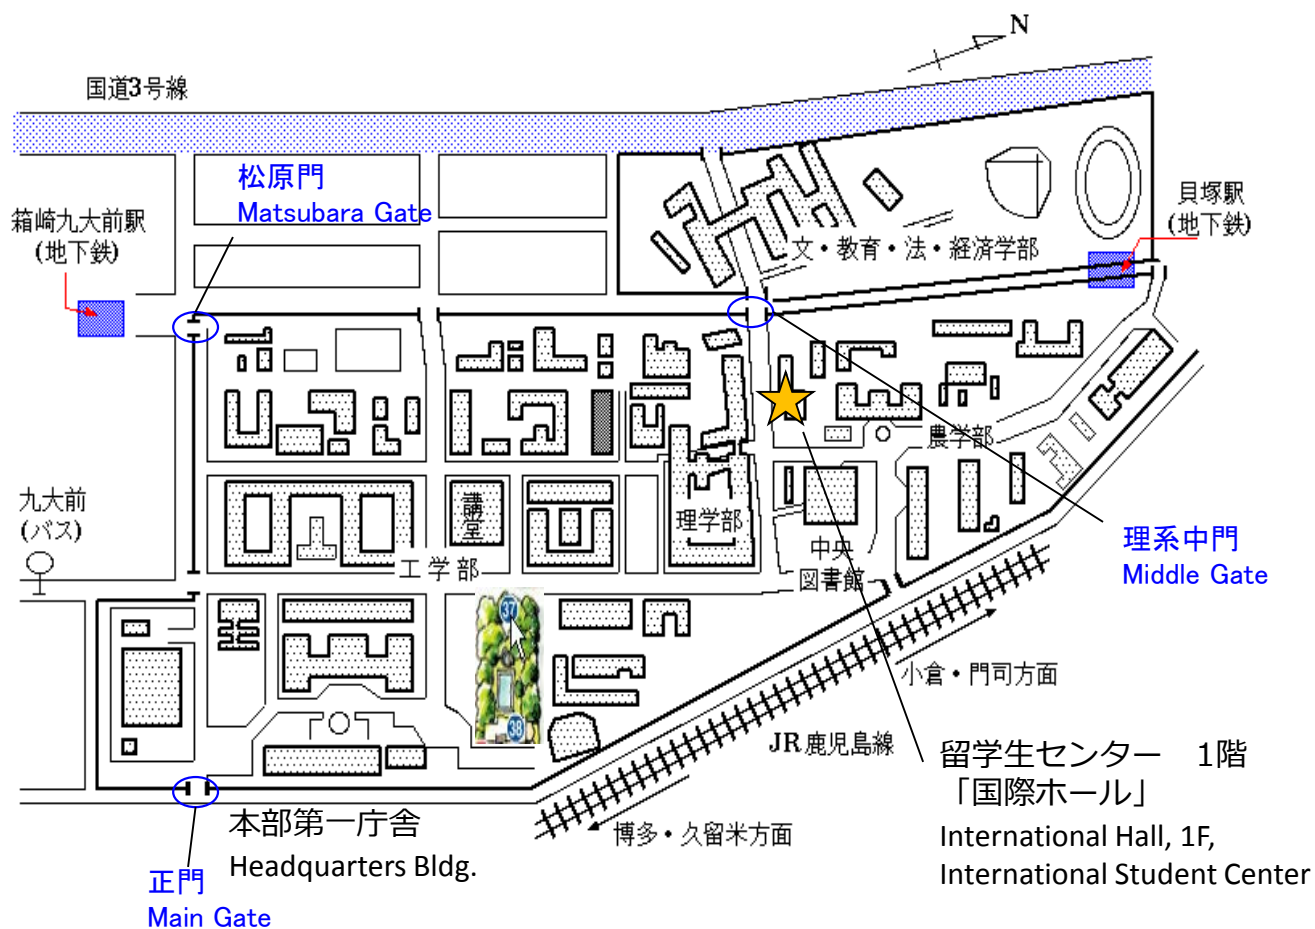 N
国道3号線
松原門
Matsubara Gate
箱崎九大前駅
(地下鉄)
貝塚駅
(地下鉄)
文・教育・法・経済学部
農学部
九大前
(バス)
講堂
理学部
工学部
中央
図書館
理系中門
Middle Gate
37
38
小倉・門司方面
JR鹿児島線
博多・久留米方面
留学生センター　1階
「国際ホール」
International Hall, 1F,
International Student Center
本部第一庁舎
Headquarters Bldg.
正門
Main Gate